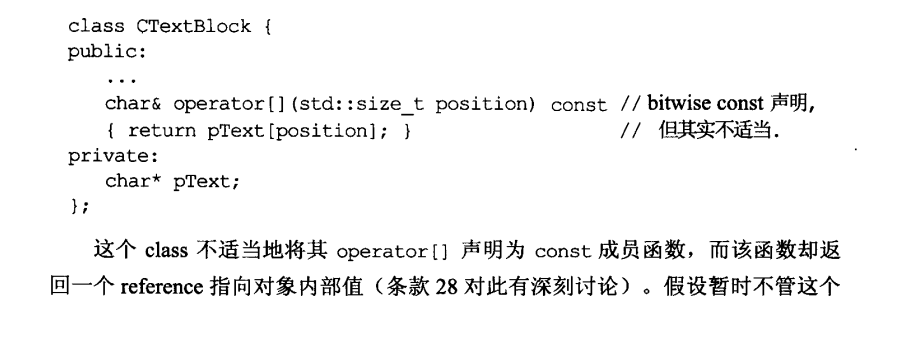 class CTextBlock {
public:
...
char& operator[](std::size_t position) const // bitwise const 声明,
{ return pText[position]; } // 但其实不适当.
private:
char* pText;
};
这个 class 不适当地将其 operator[] 声明为 const 成员函数，而该函数却返
回一个 reference 指向对象内部值（条款 28 对此有深刻讨论）。假设暂时不管这个